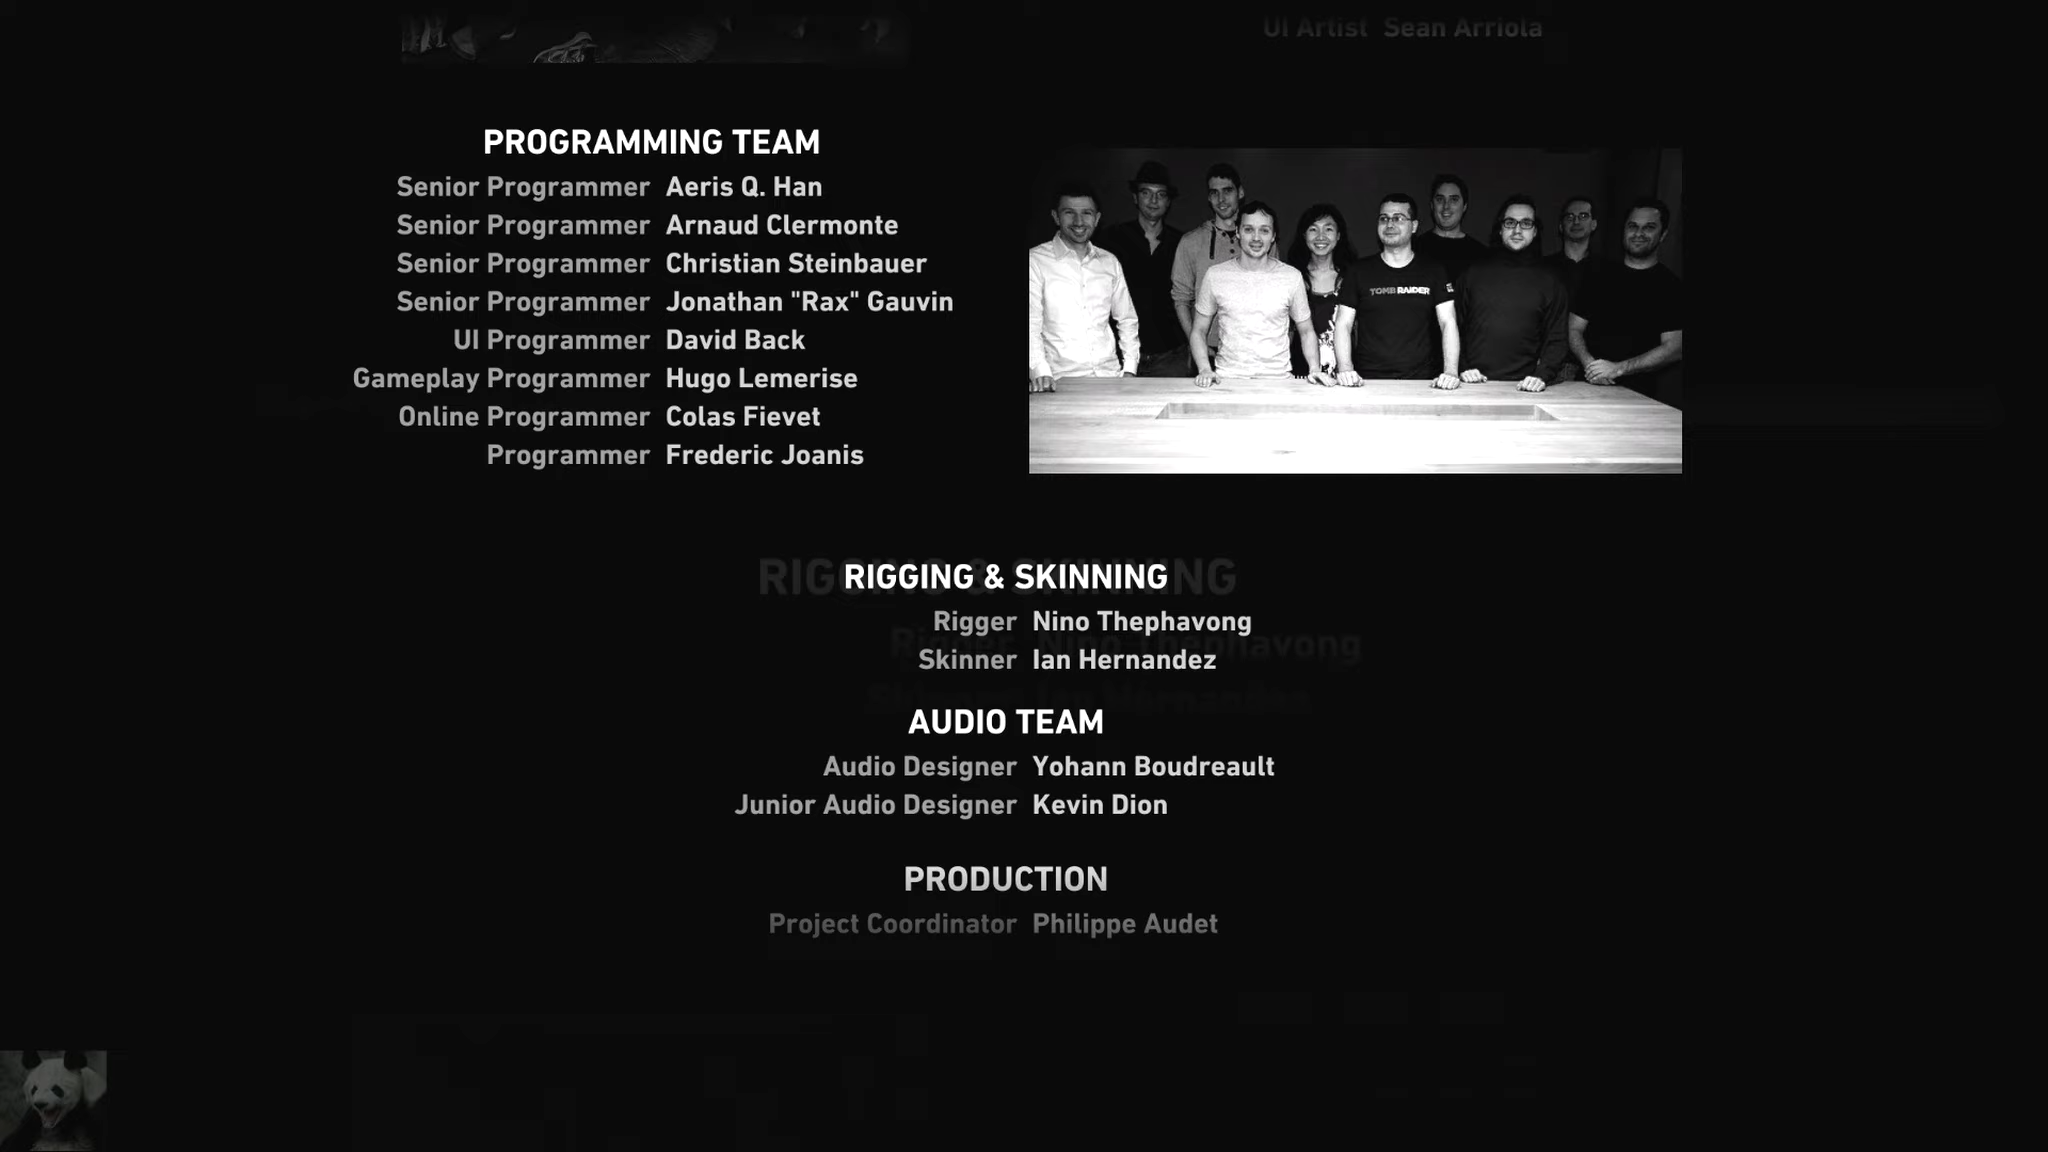 UI Artist Sean Arriola
PROGRAMMING TEAM
Senior Programmer Aeris Q. Han
Senior Programmer Arnaud Clermonte
Senior Programmer Christian Steinbauer
Senior Programmer Jonathan "Rax" Gauvin
UI Programmer David Back
Gameplay Programmer Hugo Lemerise
Online Programmer Colas Fievet
Programmer Frederic Joanis
TOMB RAIDER
RIGGING & SKINNING
Rigger Nino Thephavong
Skinner Ian Hernandez
AUDIO TEAM
Audio Designer Yohann Boudreault
Junior Audio Designer Kevin Dion
PRODUCTION
Project Coordinator Philippe Audet